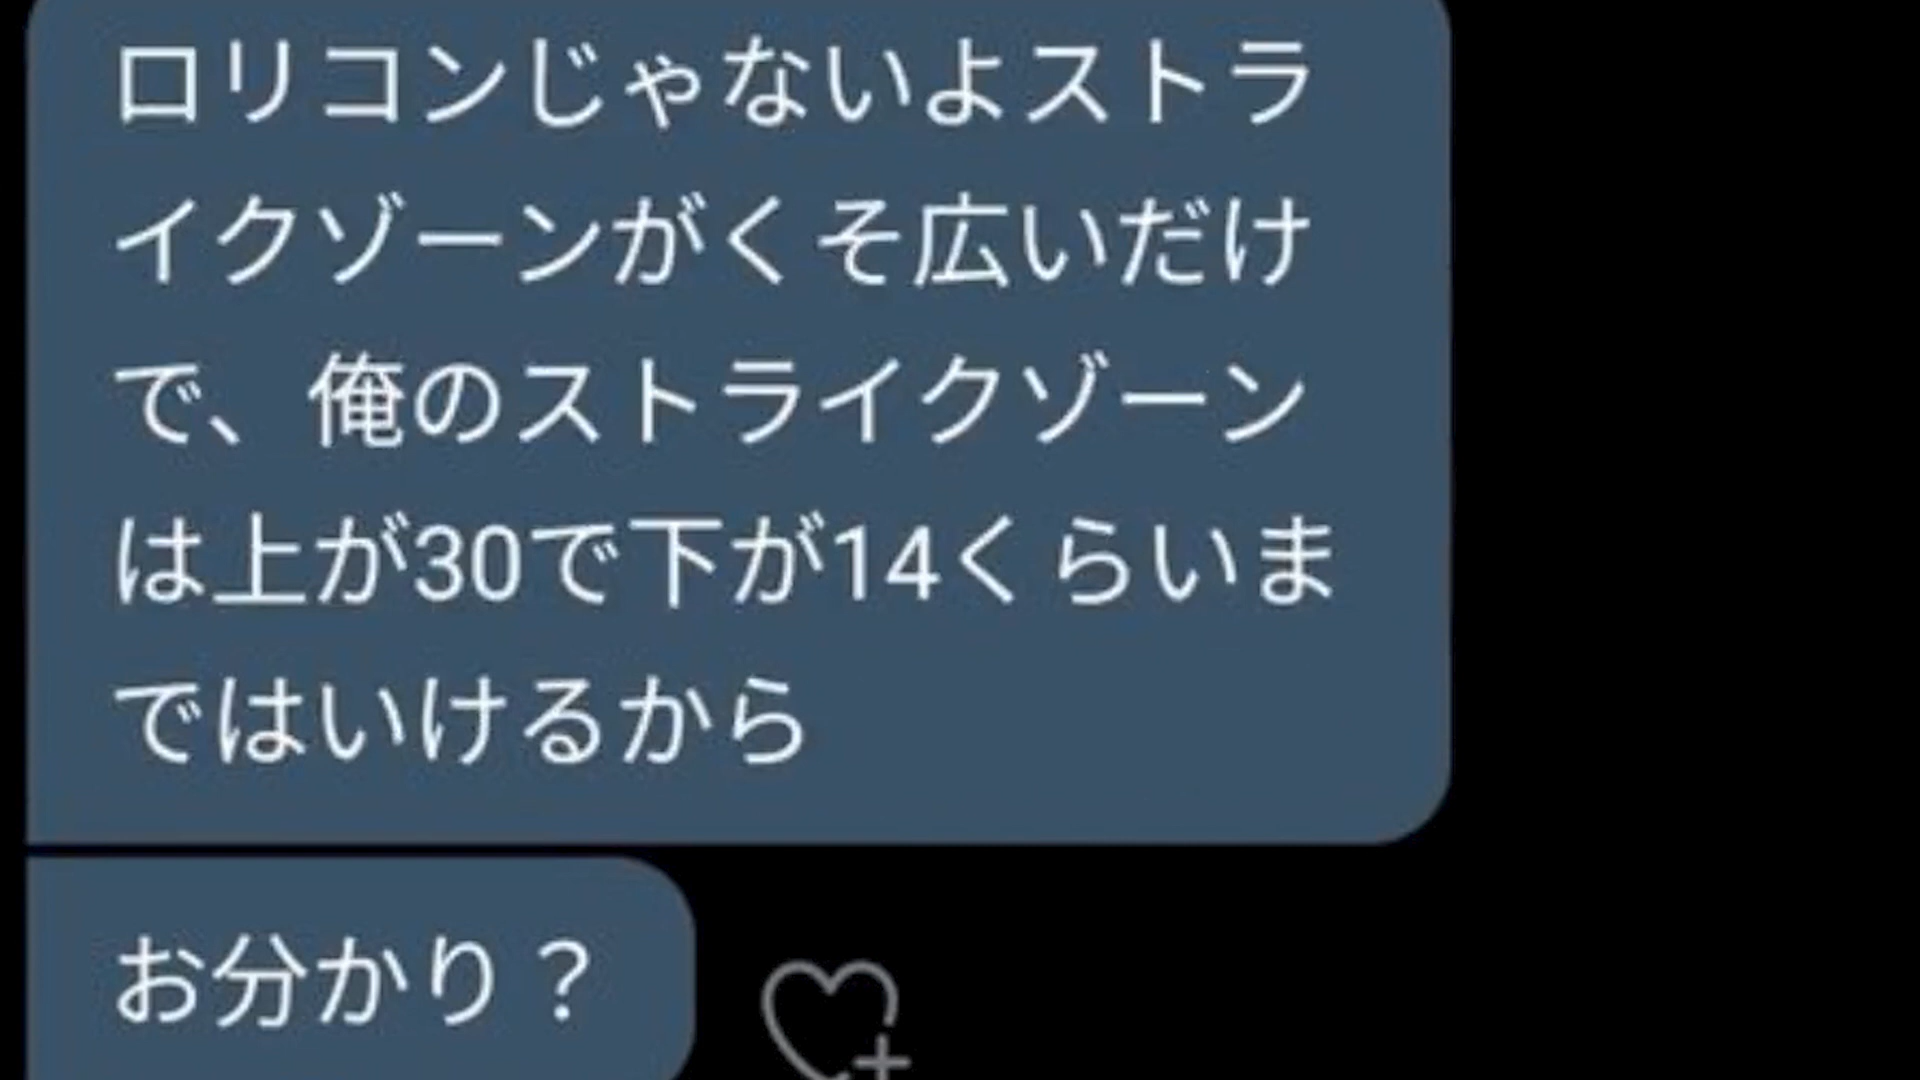 ロリコンじゃないよストラ
イクゾーンがくそ広いだけ
で、俺のストライクゾーン
は上が30で下が14くらいま
ではいけるから
お分かり？